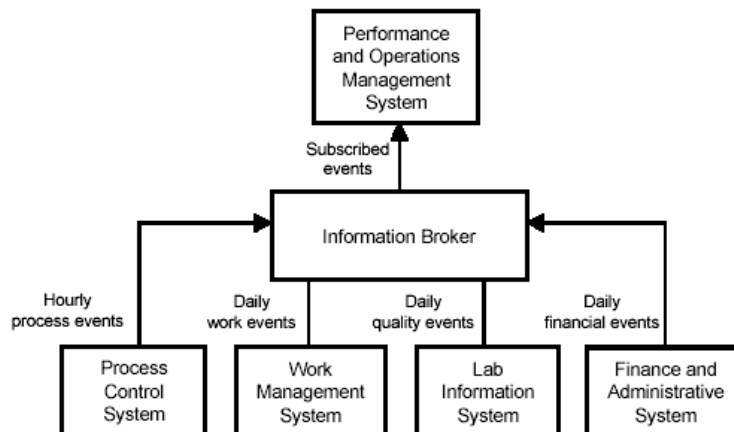 Performance
and Operations
Management
System
Subscribed
events
Information Broker
Hourly
process events
Daily
work events
Daily
quality events
Daily
financial events
Process
Control
System
Work
Management
System
Lab
Information
System
Finance and
Administrative
System